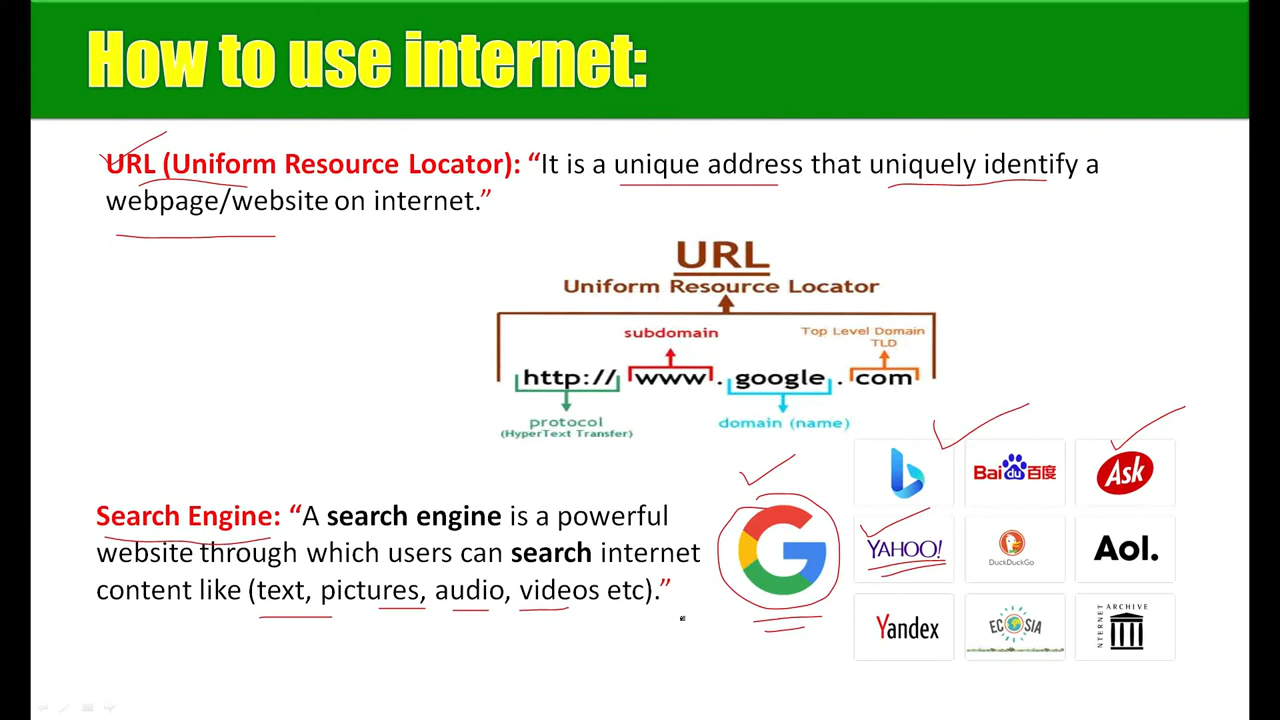 How to use internet:
URL (Uniform Resource Locator): “It is a unique address that uniquely identify a
webpage/website on internet.”
URL
Uniform Resource Locator
subdomain
Top Level Domain
TLD
http:// www . google . com
protocol
(HyperText Transfer)
domain (name)
Search Engine: “A search engine is a powerful
website through which users can search internet
content like (text, pictures, audio, videos etc).”
Bai du 百度
Ask
YAHOO!
DuckDuckGo
Aol.
Yandex
ECOSIA
INTERNET ARCHIVE